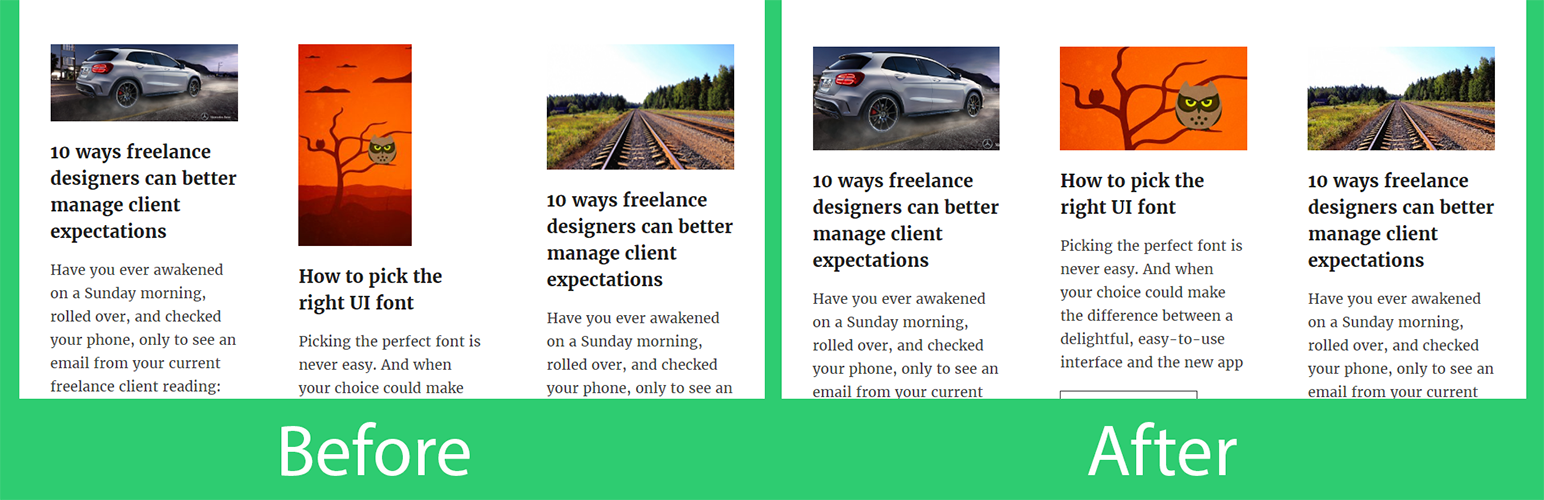 10 ways freelance
designers can better
manage client
expectations
Have you ever awakened
on a Sunday morning,
rolled over, and checked
your phone, only to see an
email from your current
freelance client reading:
How to pick the
right UI font
Picking the perfect font is
never easy. And when
your choice could make
10 ways freelance
designers can better
manage client
expectations
Have you ever awakened
on a Sunday morning,
rolled over, and checked
your phone, only to see an
Before
10 ways freelance
designers can better
manage client
expectations
Have you ever awakened
on a Sunday morning,
rolled over, and checked
your phone, only to see an
email from your current
How to pick the
right UI font
Picking the perfect font is
never easy. And when
your choice could make
the difference between a
delightful, easy-to-use
interface and the new app
10 ways freelance
designers can better
manage client
expectations
Have you ever awakened
on a Sunday morning,
rolled over, and checked
your phone, only to see an
email from your current
After